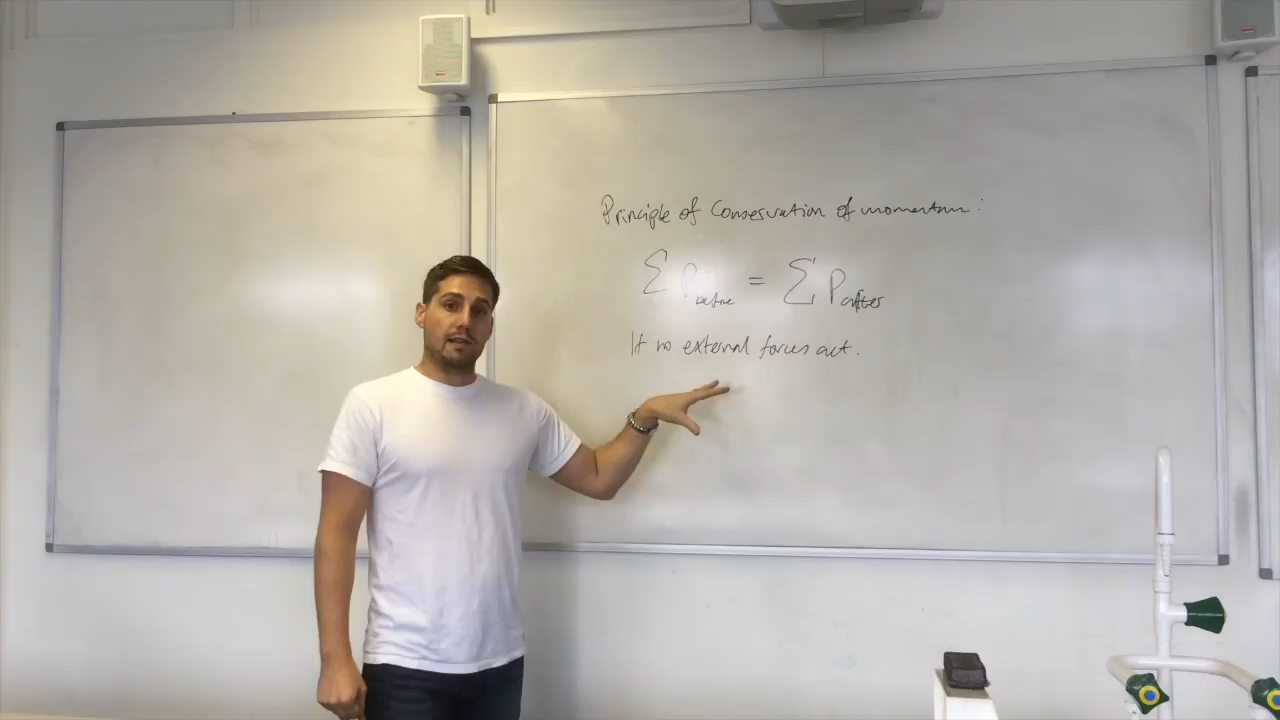 Principle of Conservation of momentum:
∑ P before = ∑ P after
If no external forces act.